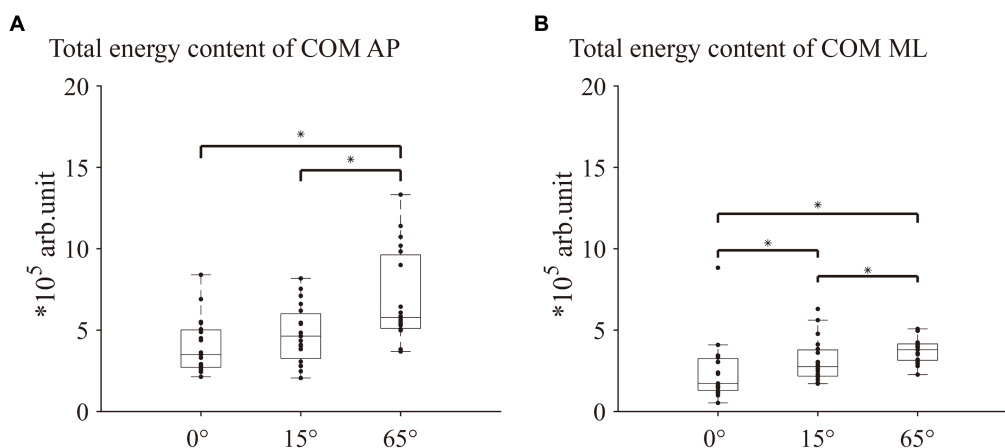 A
Total energy content of COM AP
*10^5 arb.unit
20
15
10
5
0
*
*
0° 15° 65°
B
Total energy content of COM ML
*10^5 arb.unit
20
15
10
5
0
*
*
*
0° 15° 65°